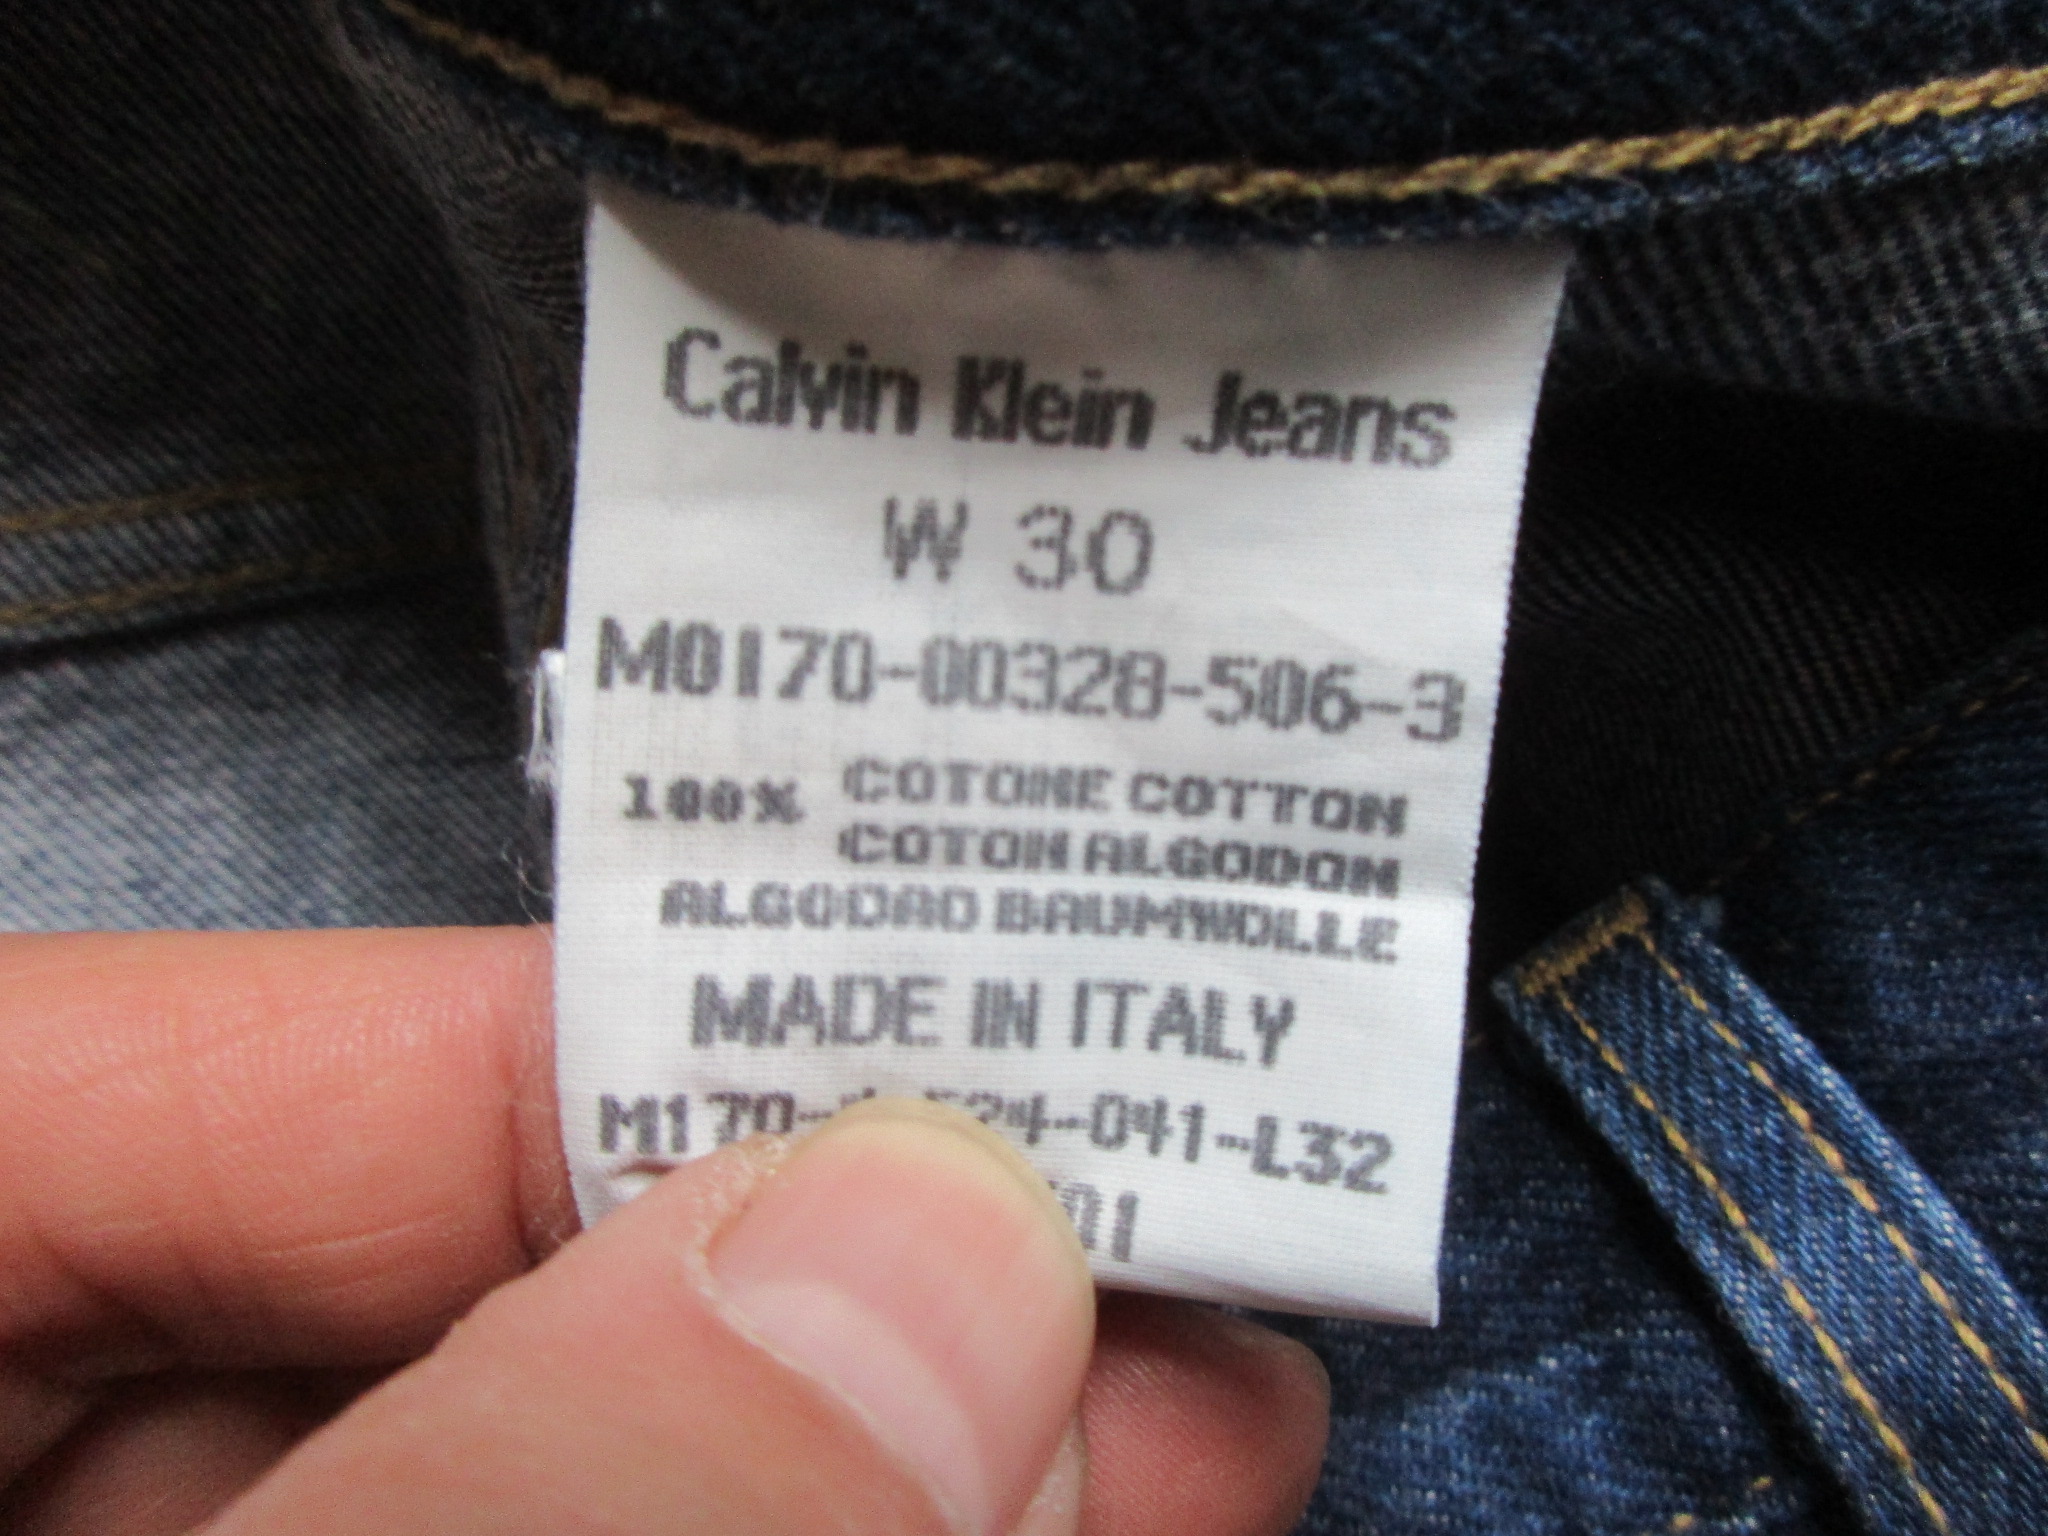 Calvin Klein Jeans
W 30
M0170-00328-506-3
100% COTONE COTTON
COTON ALGODON
ALGODAO BAUMWOLLE
MADE IN ITALY